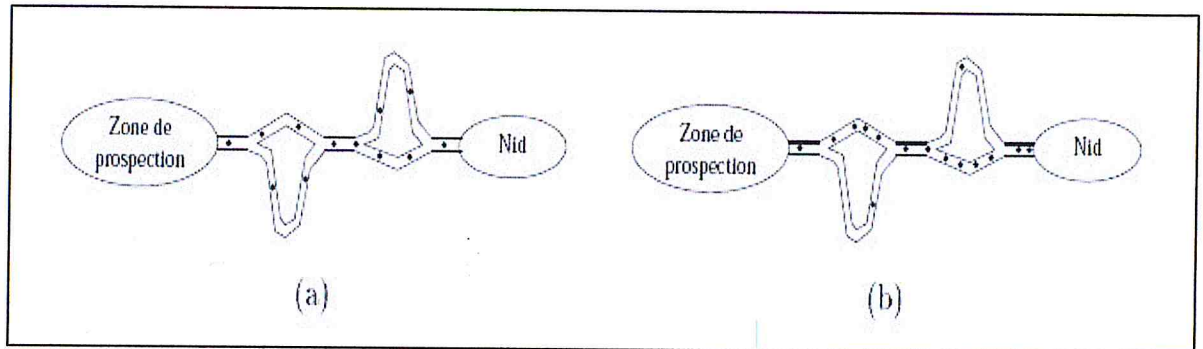 Zone de
prospection
Nid
Zone de
prospection
Nid
(a)
(b)